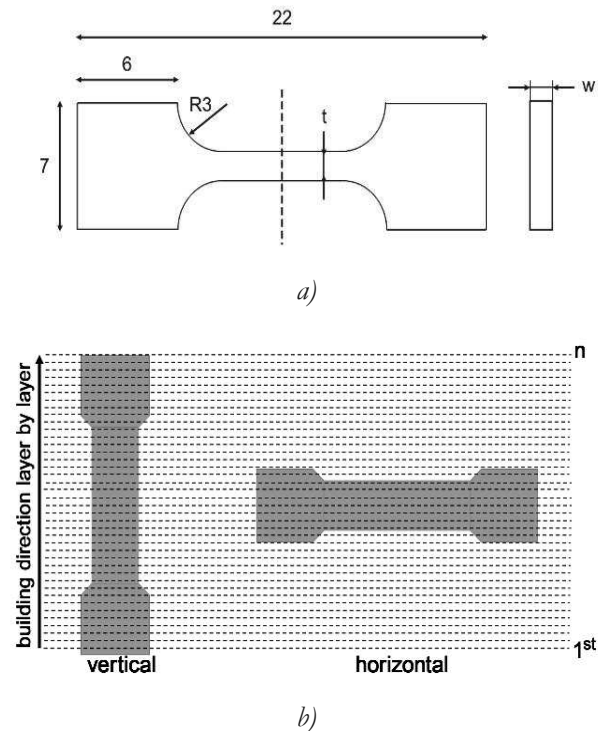 22
6
R3
t
w
7
a)
building direction layer by layer
n
1st
vertical
horizontal
b)